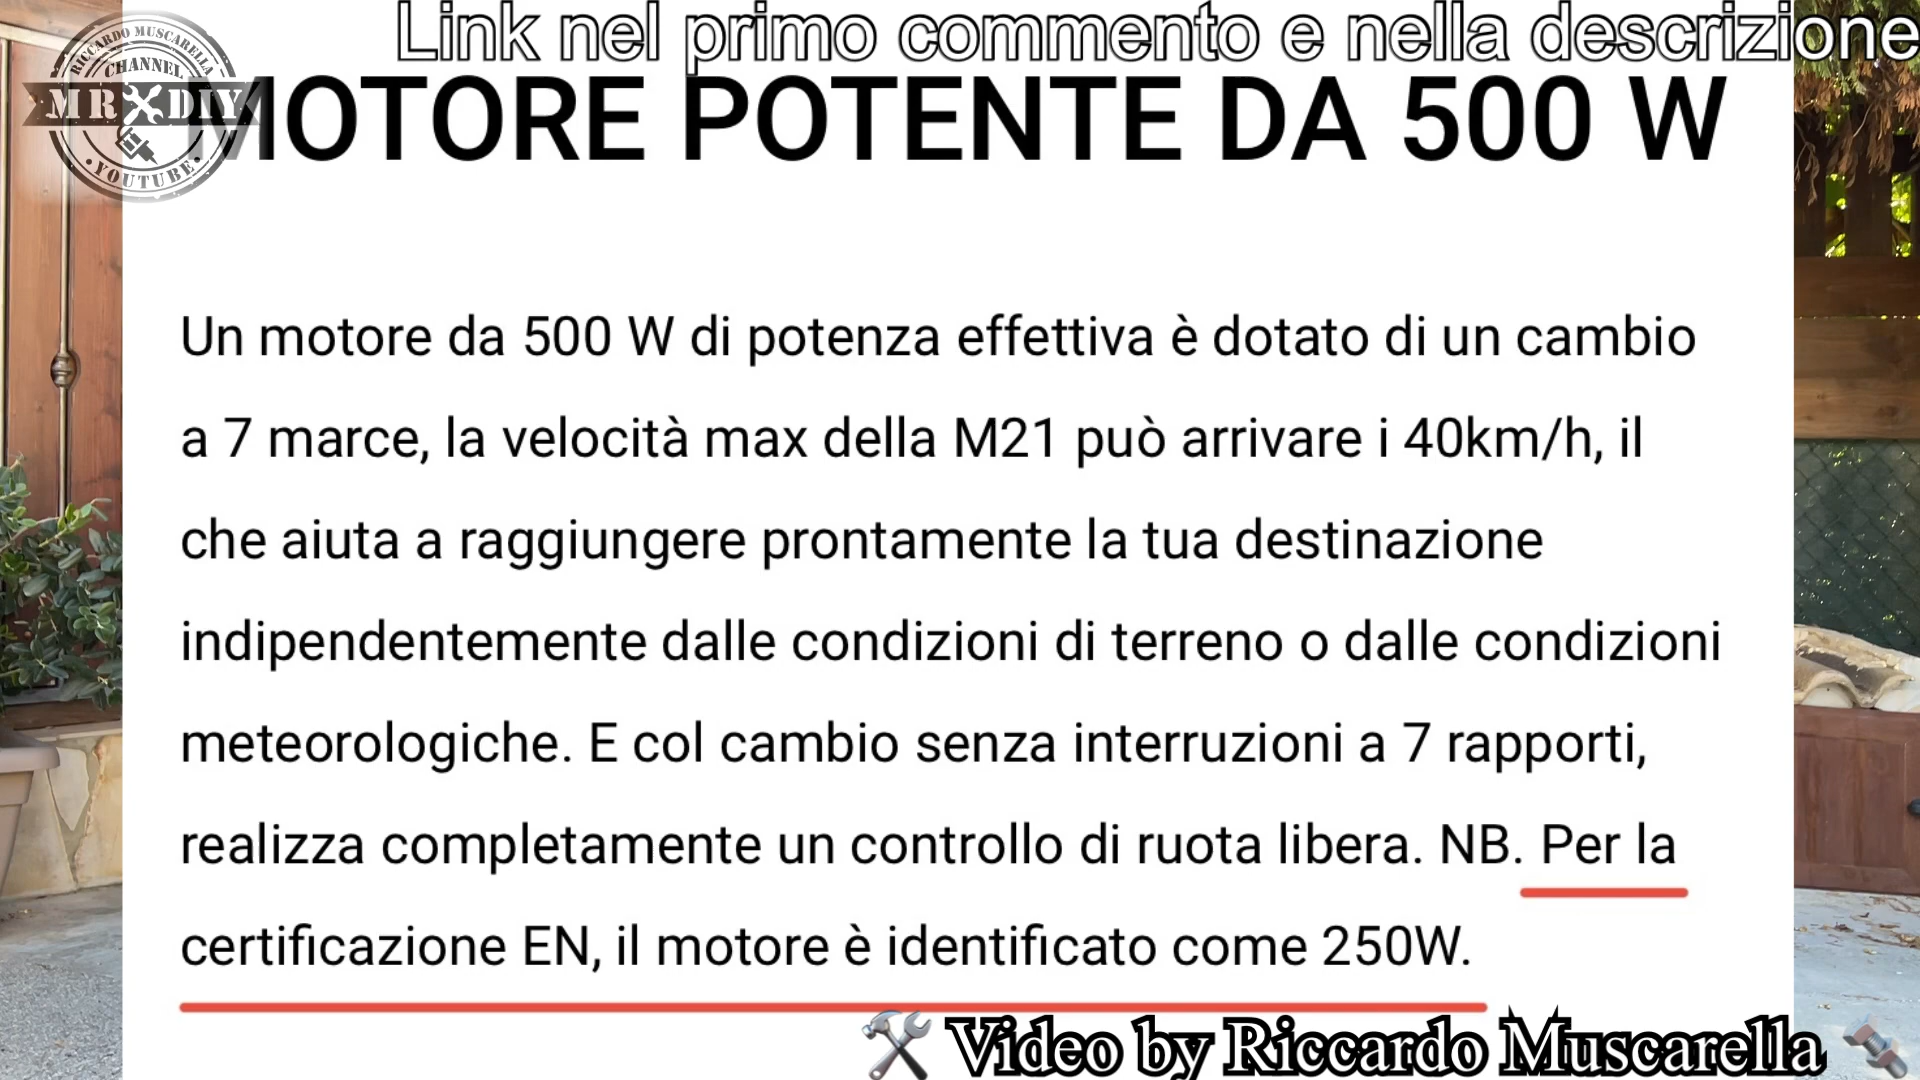 Link nel primo commento e nella descrizione
RICCARDO MUSCARELLA
CHANNEL
MR DIY
YOUTUBE
MOTORE POTENTE DA 500 W
Un motore da 500 W di potenza effettiva è dotato di un cambio
a 7 marce, la velocità max della M21 può arrivare i 40km/h, il
che aiuta a raggiungere prontamente la tua destinazione
indipendentemente dalle condizioni di terreno o dalle condizioni
meteorologiche. E col cambio senza interruzioni a 7 rapporti,
realizza completamente un controllo di ruota libera. NB. Per la
certificazione EN, il motore è identificato come 250W.
Video by Riccardo Muscarella